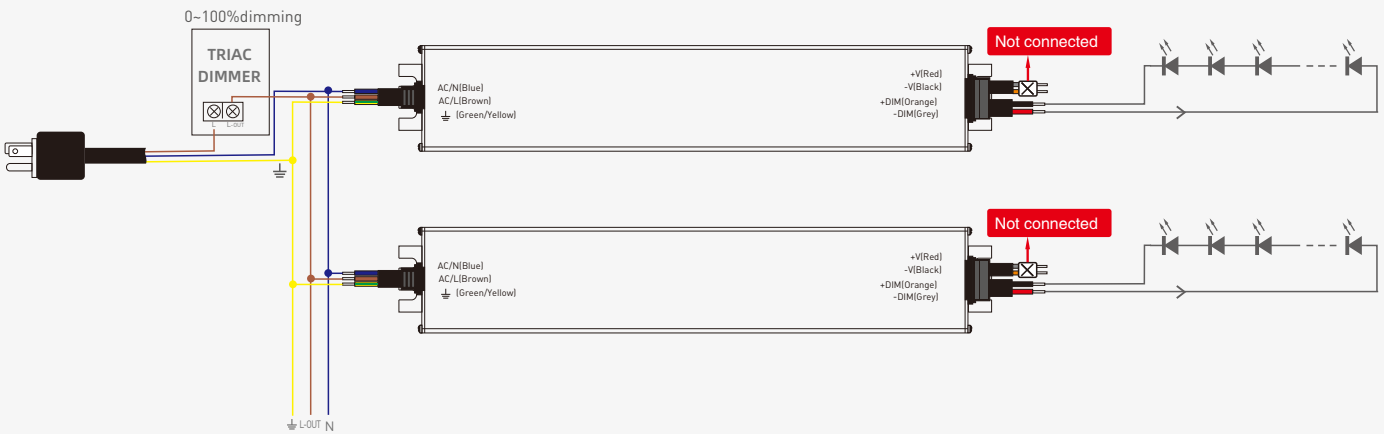 0~100%dimming
TRIAC
DIMMER
L L-OUT
Not connected
AC/N(Blue)
AC/L(Brown)
(Green/Yellow)
+V(Red)
-V(Black)
+DIM(Orange)
-DIM(Grey)
Not connected
AC/N(Blue)
AC/L(Brown)
(Green/Yellow)
+V(Red)
-V(Black)
+DIM(Orange)
-DIM(Grey)
L-OUT N